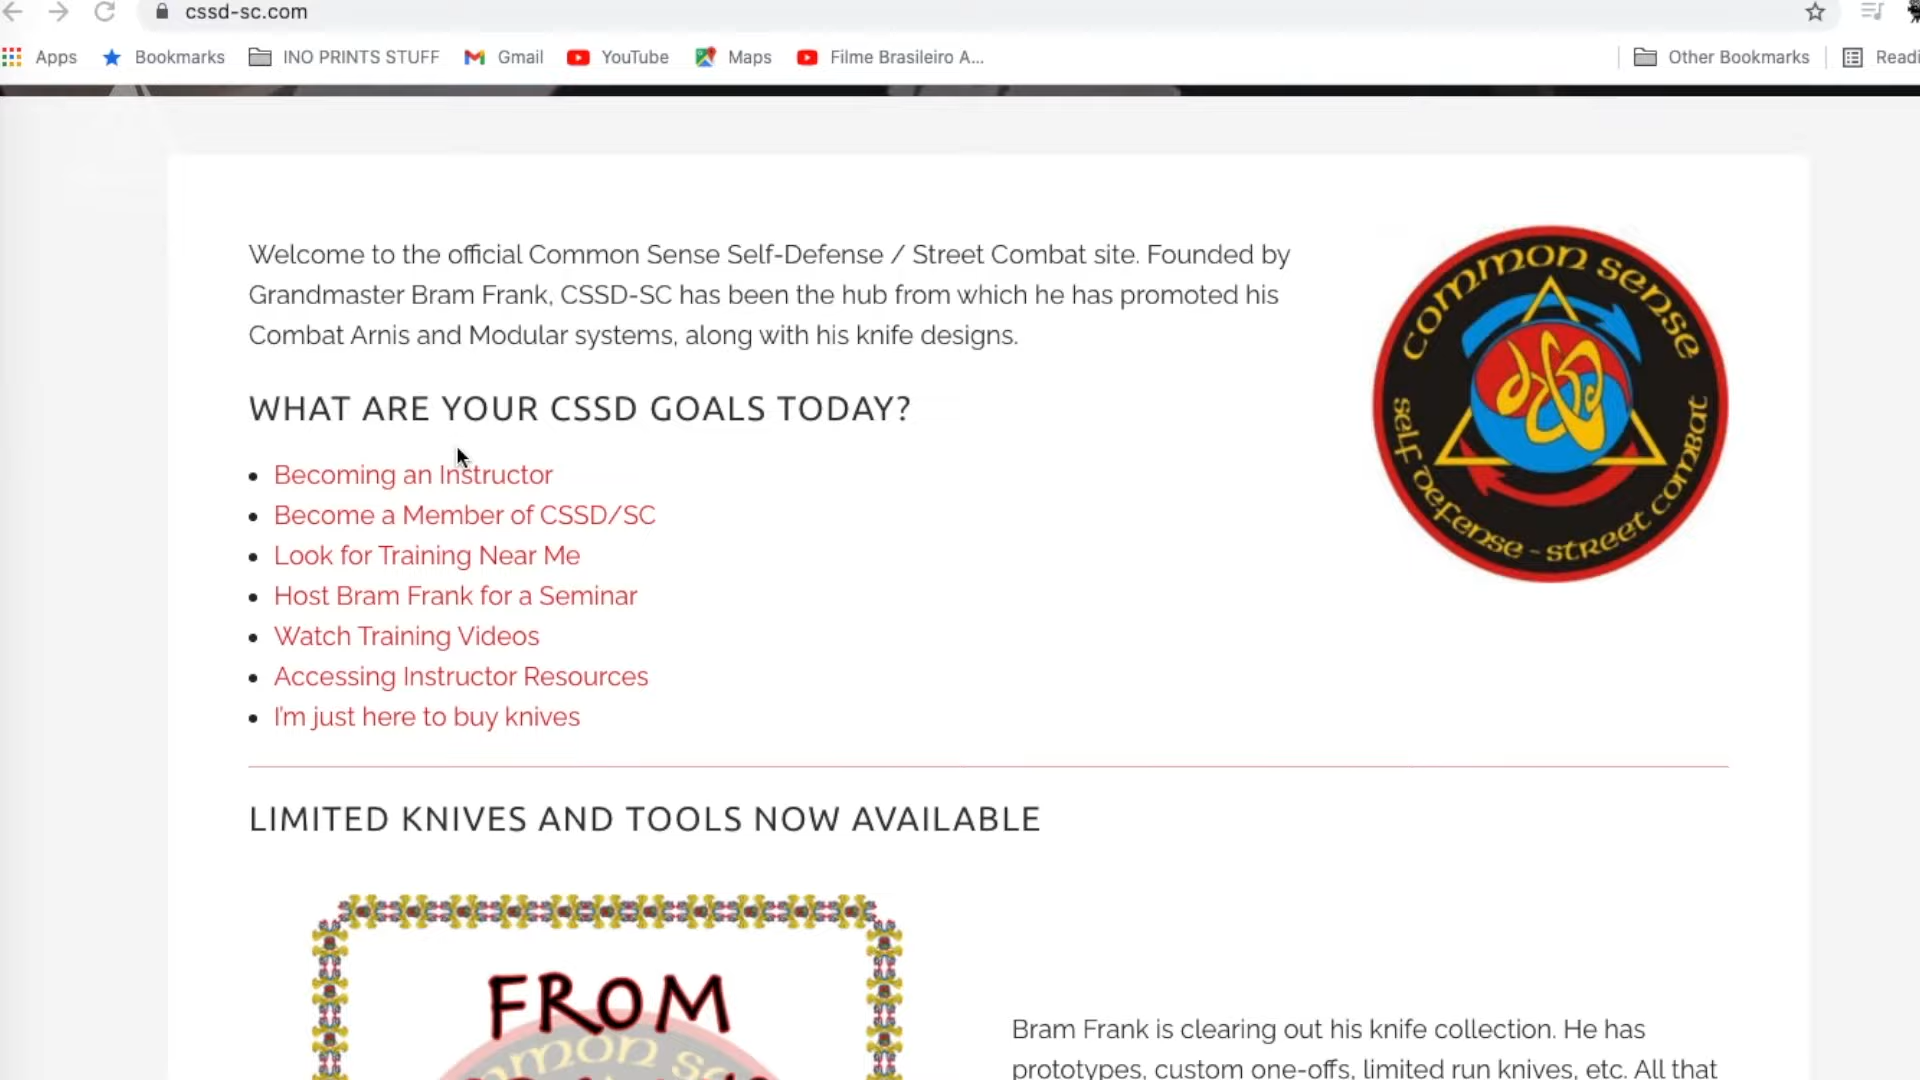 cssd-sc.com
Apps Bookmarks INO PRINTS STUFF Gmail YouTube Maps Filme Brasileiro A... Other Bookmarks Readi
Welcome to the official Common Sense Self-Defense / Street Combat site. Founded by
Grandmaster Bram Frank, CSSD-SC has been the hub from which he has promoted his
Combat Arnis and Modular systems, along with his knife designs.
common sense
self defense - street combat
WHAT ARE YOUR CSSD GOALS TODAY?
Becoming an Instructor
Become a Member of CSSD/SC
Look for Training Near Me
Host Bram Frank for a Seminar
Watch Training Videos
Accessing Instructor Resources
I'm just here to buy knives
LIMITED KNIVES AND TOOLS NOW AVAILABLE
FROM
common se
Bram Frank is clearing out his knife collection. He has
prototypes, custom one-offs, limited run knives, etc. All that